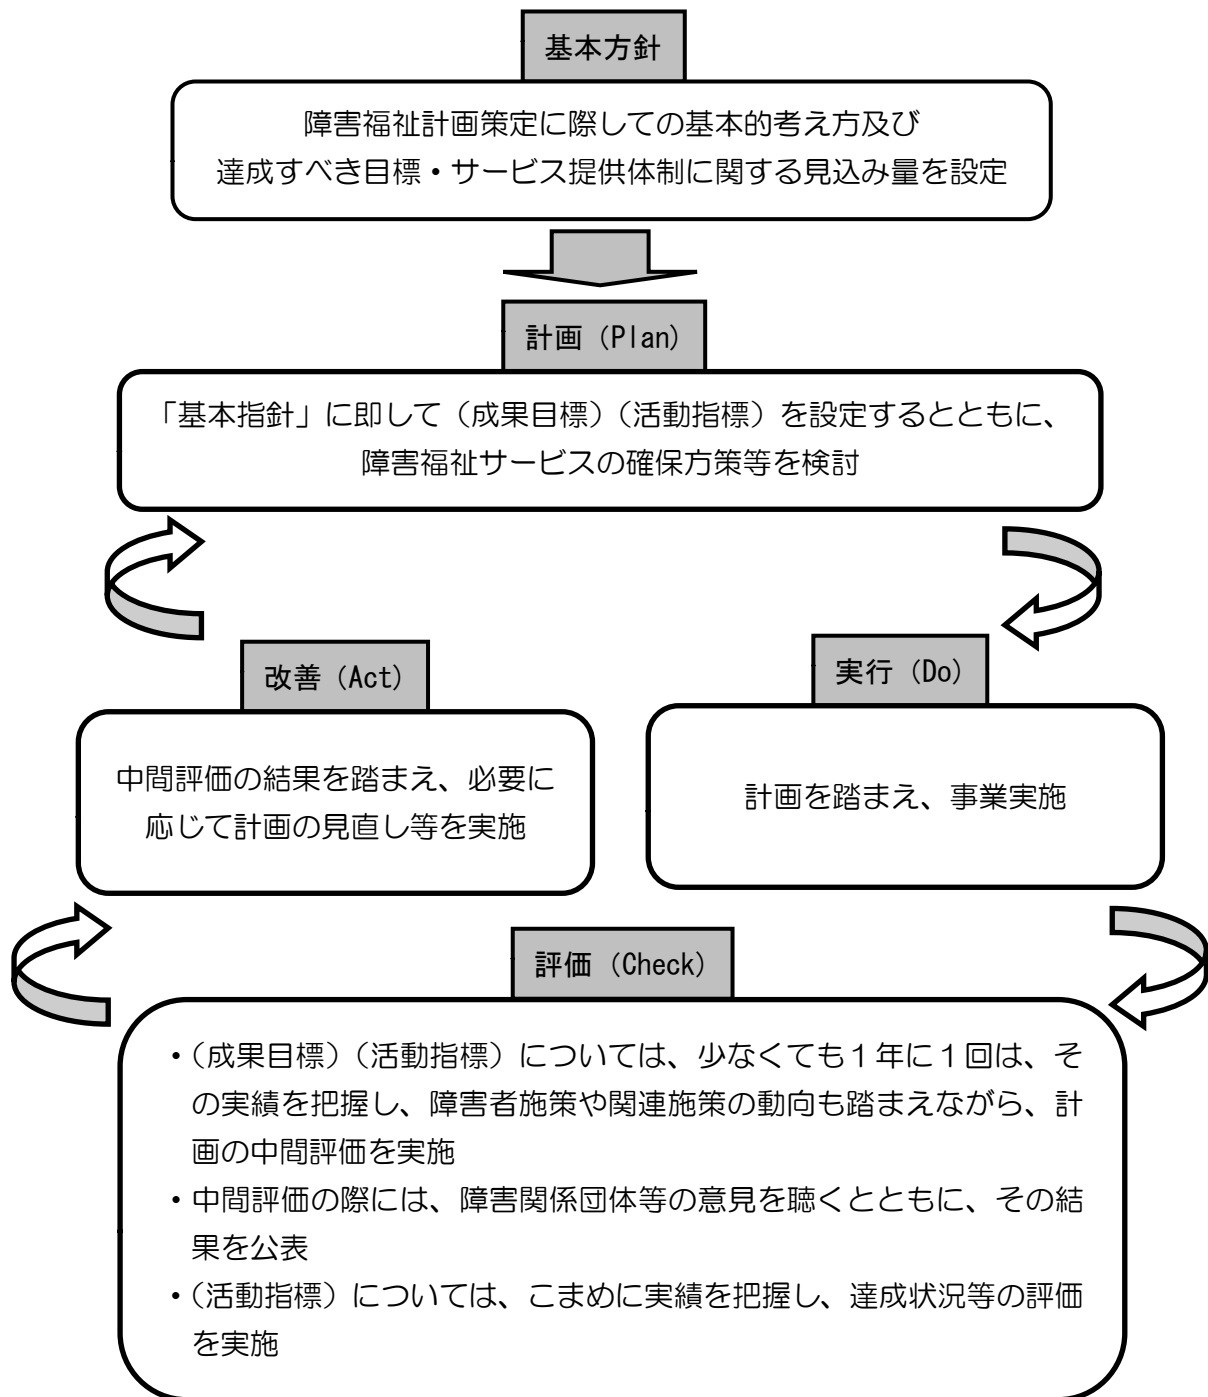 基本方針
障害福祉計画策定に際しての基本的考え方及び
達成すべき目標・サービス提供体制に関する見込み量を設定
計画（Plan）
「基本指針」に即して（成果目標）（活動指標）を設定するとともに、
障害福祉サービスの確保方策等を検討
改善（Act）
実行（Do）
中間評価の結果を踏まえ、必要に
応じて計画の見直し等を実施
計画を踏まえ、事業実施
評価（Check）
・（成果目標）（活動指標）については、少なくても１年に１回は、そ
の実績を把握し、障害者施策や関連施策の動向も踏まえながら、計
画の中間評価を実施
・中間評価の際には、障害関係団体等の意見を聴くとともに、その結
果を公表
・（活動指標）については、こまめに実績を把握し、達成状況等の評価
を実施